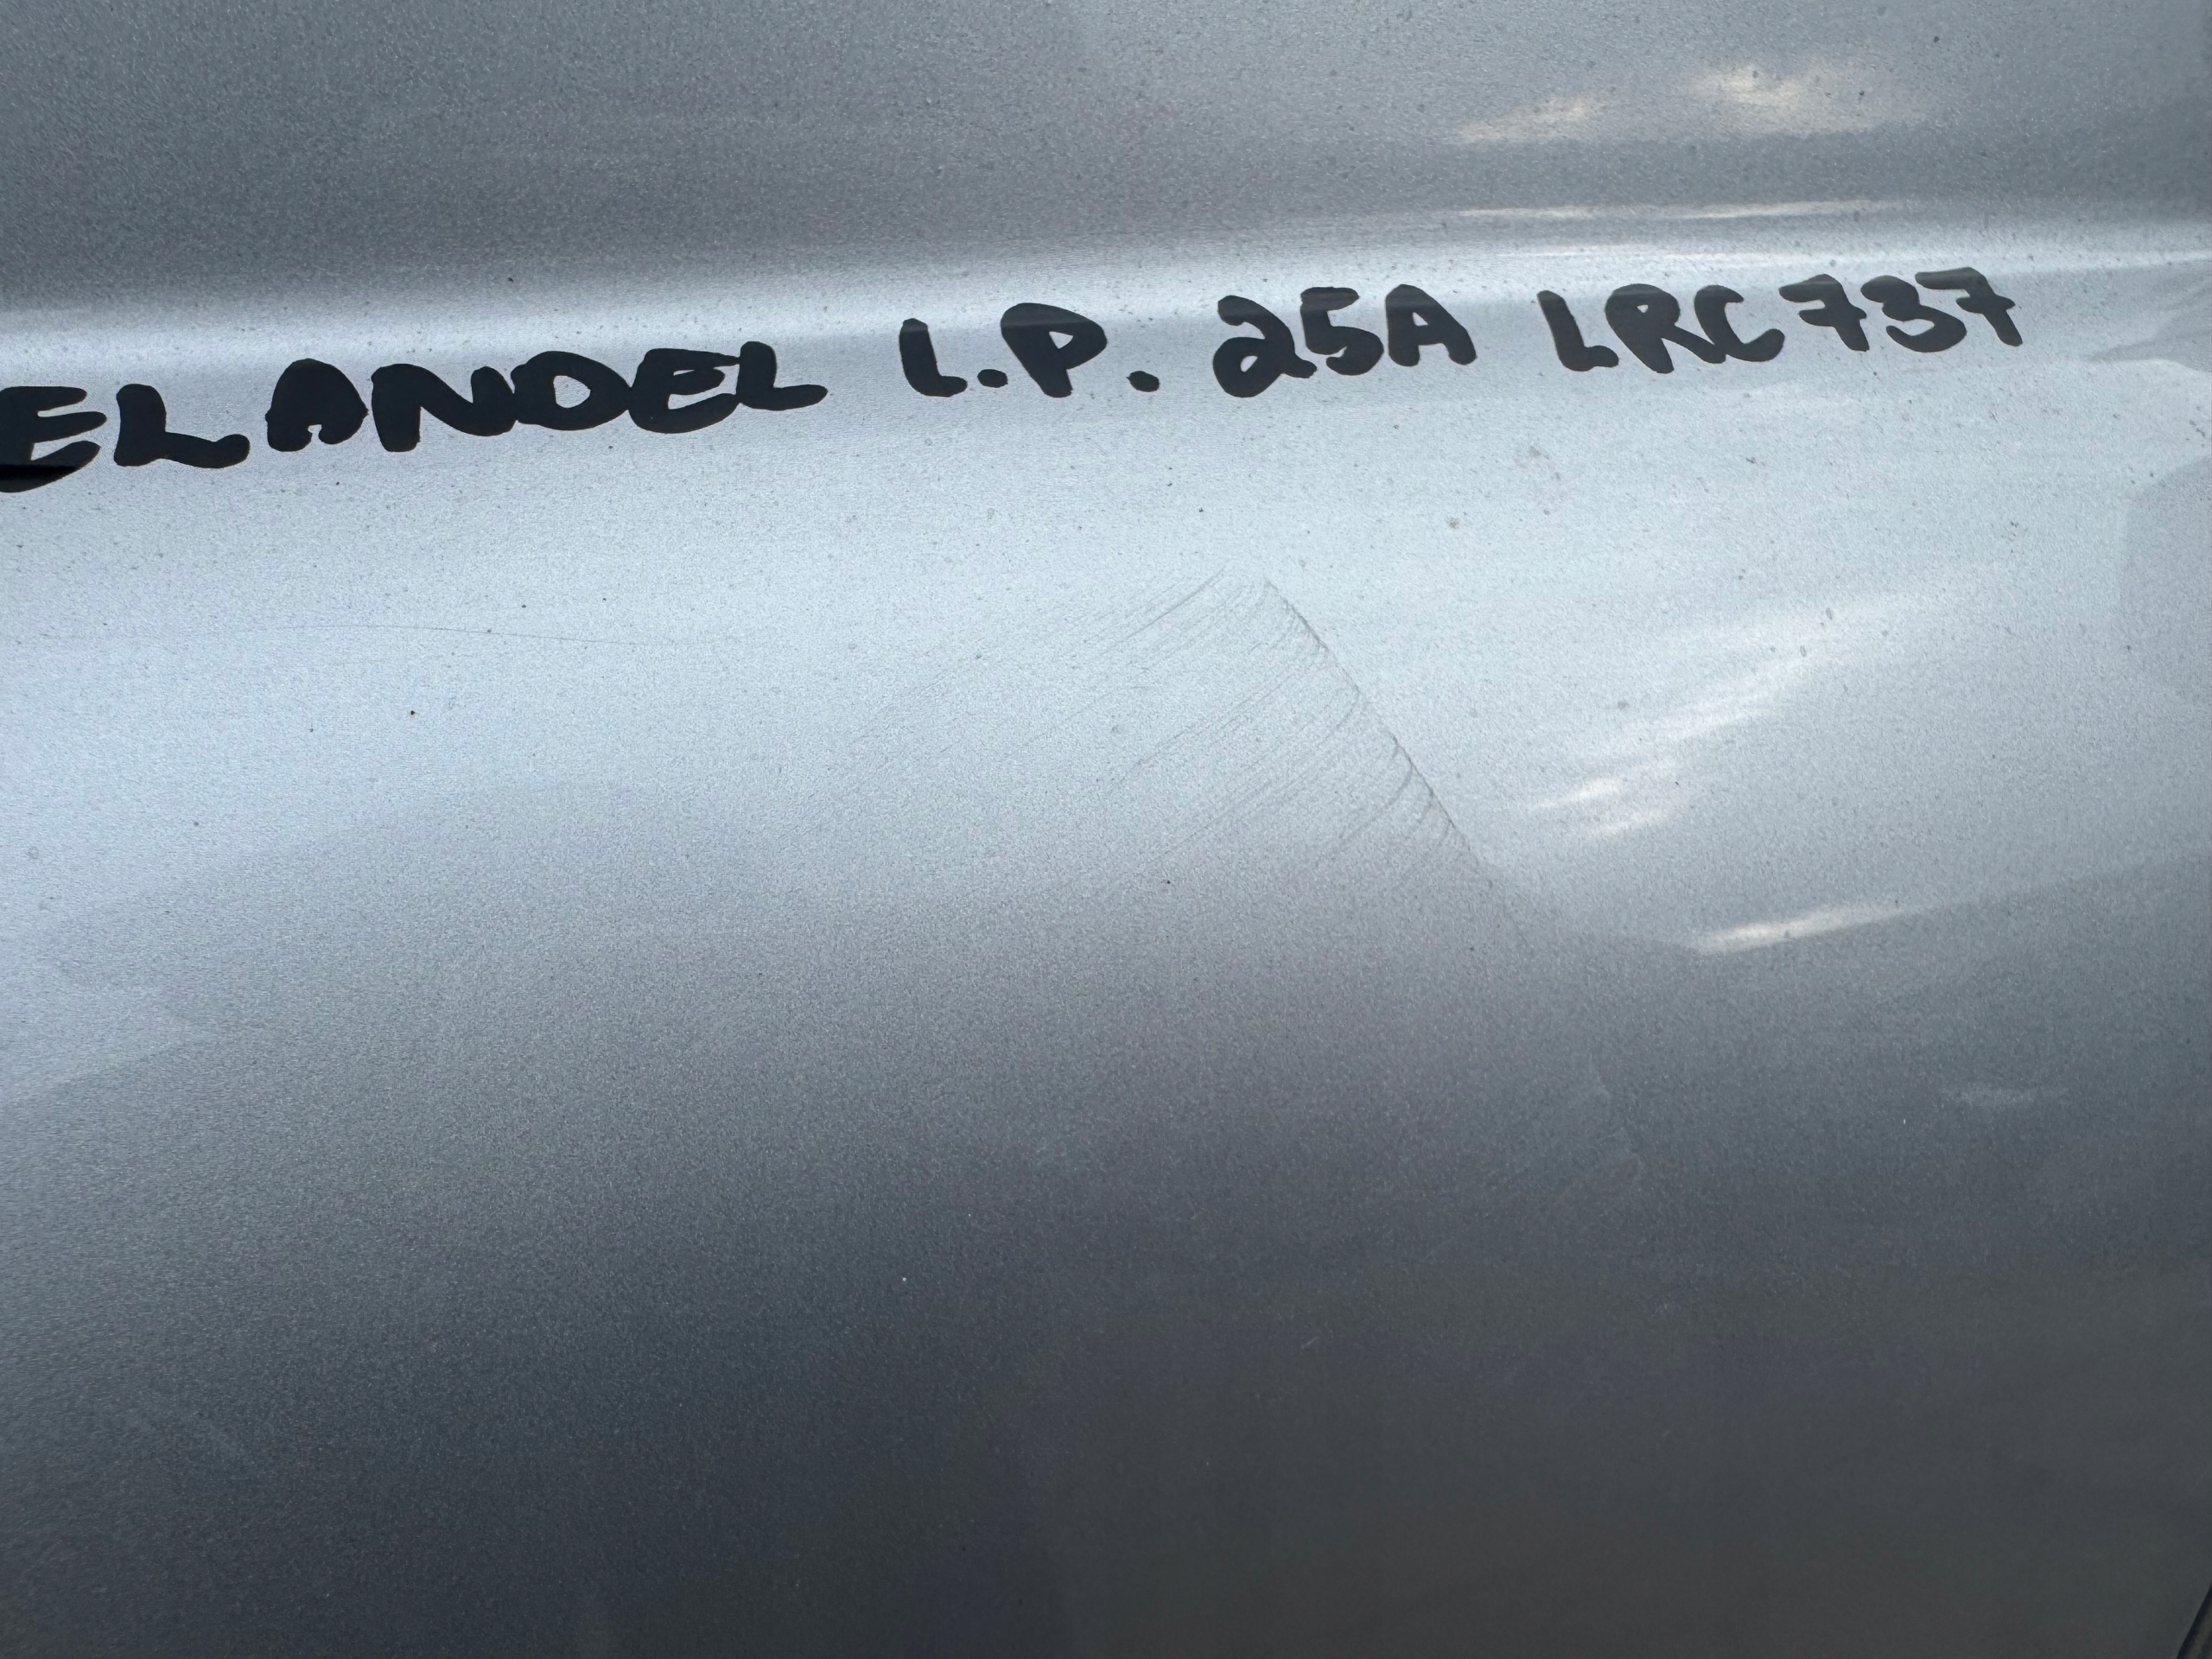 ELANDEL L.P. 25A LRC737